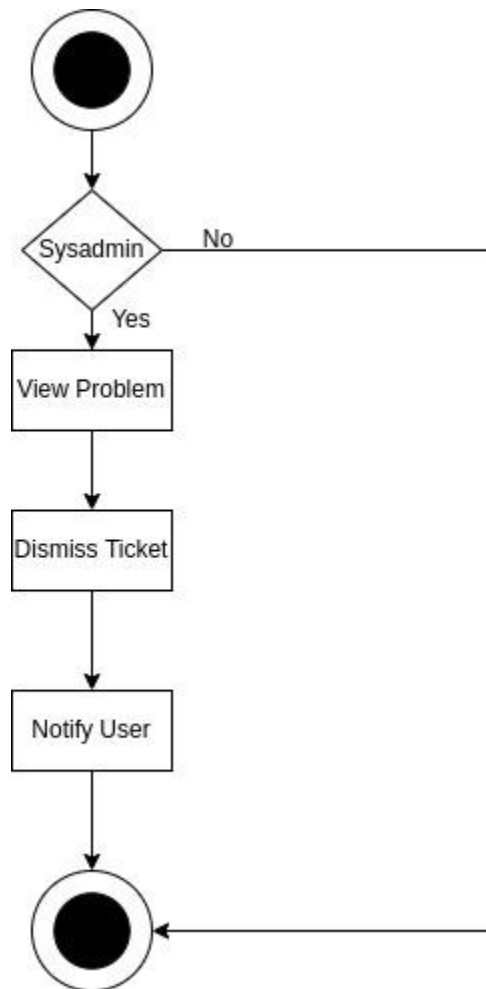 Sysadmin
No
Yes
View Problem
Dismiss Ticket
Notify User